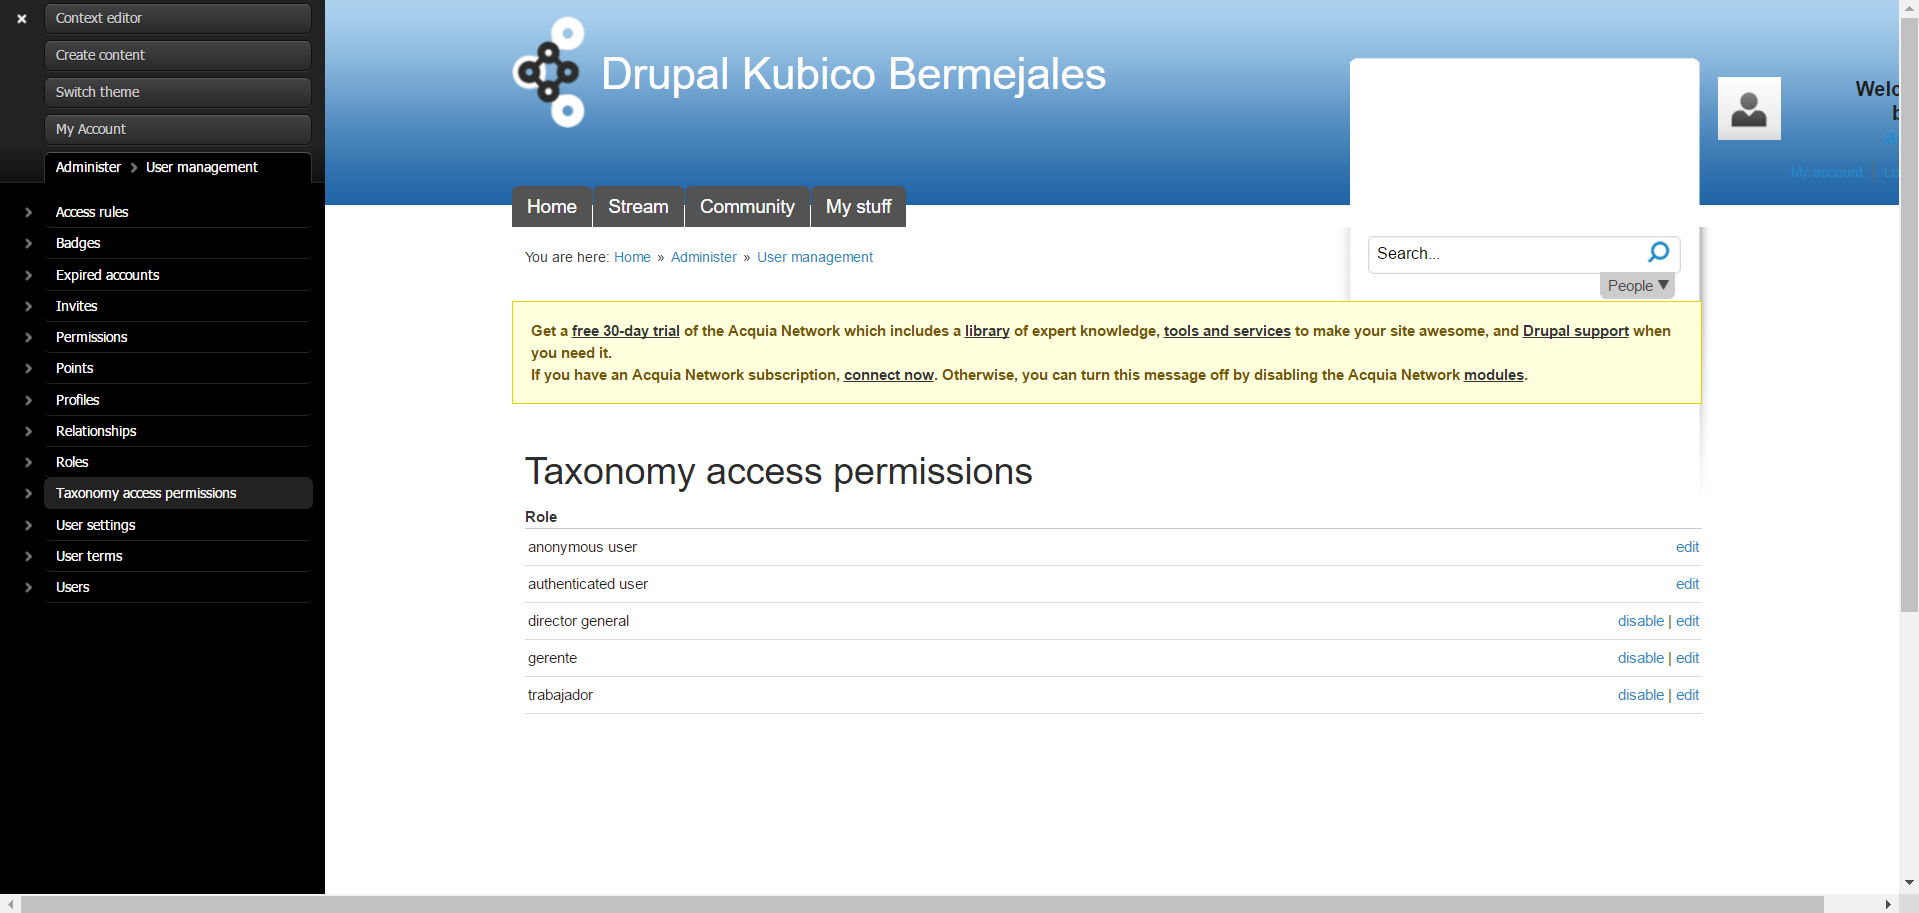 Context editor
Create content
Switch theme
My Account
Administer User management
Access rules
Badges
Expired accounts
Invites
Permissions
Points
Profiles
Relationships
Roles
Taxonomy access permissions
User settings
User terms
Users
Drupal Kubico Bermejales
My account
Home Stream Community My stuff
You are here: Home » Administer » User management
Search...
People ▼
Get a free 30-day trial of the Acquia Network which includes a library of expert knowledge, tools and services to make your site awesome, and Drupal support when
you need it.
If you have an Acquia Network subscription, connect now. Otherwise, you can turn this message off by disabling the Acquia Network modules.
Taxonomy access permissions
Role
anonymous user edit
authenticated user edit
director general disable | edit
gerente disable | edit
trabajador disable | edit